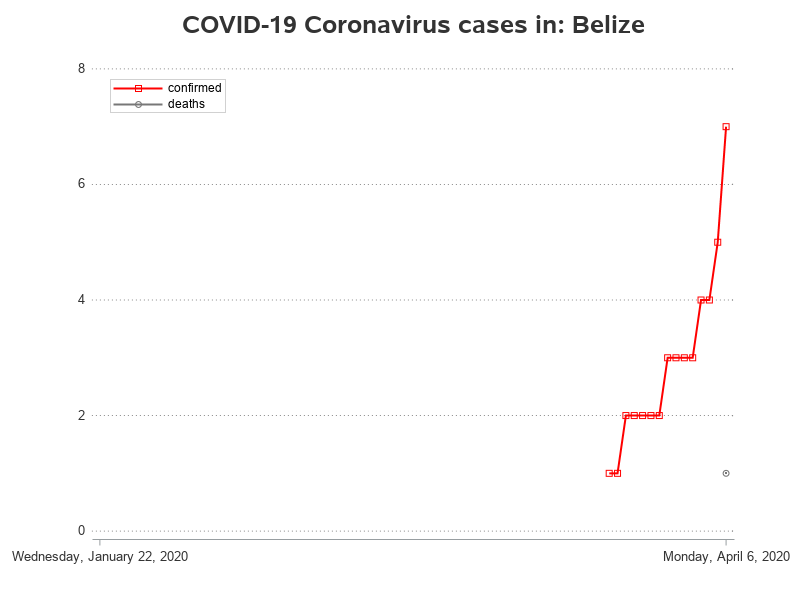 COVID-19 Coronavirus cases in: Belize
8
confirmed
deaths
6
4
2
0
Wednesday, January 22, 2020
Monday, April 6, 2020